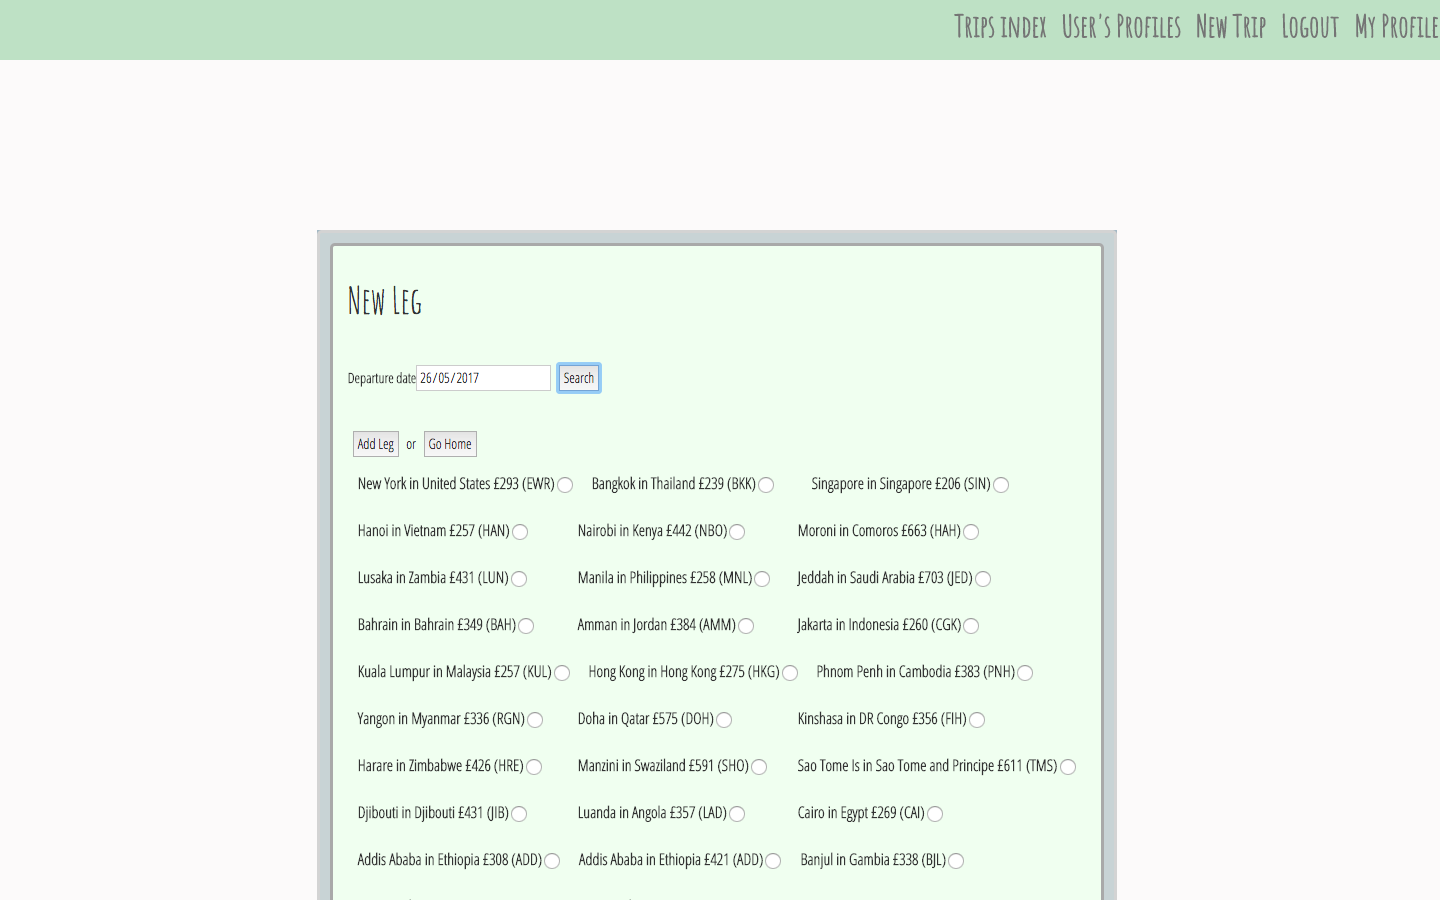 Trips index User's Profiles New Trip Logout My Profile
New Leg
Departure date 26/05/2017 Search
Add Leg or Go Home
New York in United States £293 (EWR) Bangkok in Thailand £239 (BKK) Singapore in Singapore £206 (SIN)
Hanoi in Vietnam £257 (HAN) Nairobi in Kenya £442 (NBO) Moroni in Comoros £663 (HAH)
Lusaka in Zambia £431 (LUN) Manila in Philippines £258 (MNL) Jeddah in Saudi Arabia £703 (JED)
Bahrain in Bahrain £349 (BAH) Amman in Jordan £384 (AMM) Jakarta in Indonesia £260 (CGK)
Kuala Lumpur in Malaysia £257 (KUL) Hong Kong in Hong Kong £275 (HKG) Phnom Penh in Cambodia £383 (PNH)
Yangon in Myanmar £336 (RGN) Doha in Qatar £575 (DOH) Kinshasa in DR Congo £356 (FIH)
Harare in Zimbabwe £426 (HRE) Manzini in Swaziland £591 (SHO) Sao Tome Is in Sao Tome and Principe £611 (TMS)
Djibouti in Djibouti £431 (JIB) Luanda in Angola £357 (LAD) Cairo in Egypt £269 (CAI)
Addis Ababa in Ethiopia £308 (ADD) Addis Ababa in Ethiopia £421 (ADD) Banjul in Gambia £338 (BJL)